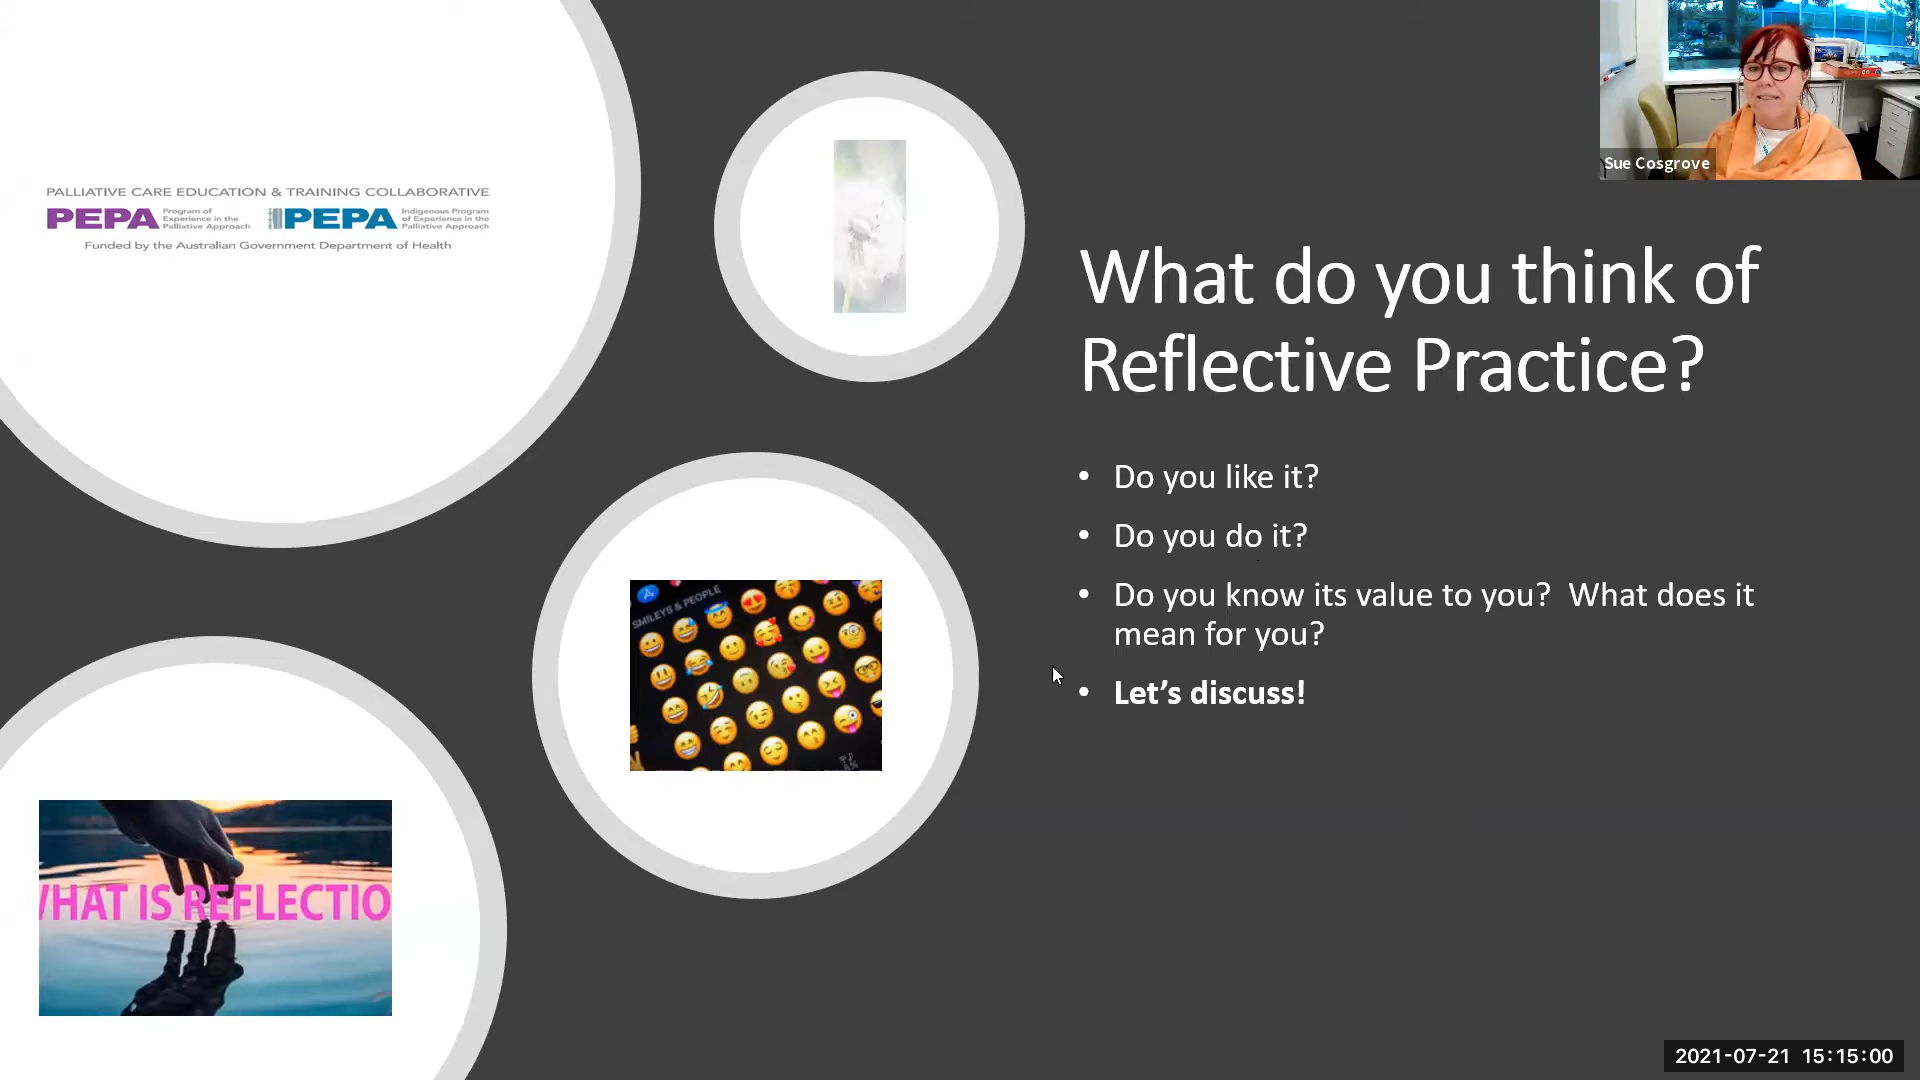 PALLIATIVE CARE EDUCATION & TRAINING COLLABORATIVE
PEPA Program of Experience in the Palliative Approach
IPEPA Indigenous Program of Experience in the Palliative Approach
Funded by the Australian Government Department of Health
Sue Cosgrove
What do you think of
Reflective Practice?
• Do you like it?
• Do you do it?
• Do you know its value to you? What does it
mean for you?
• Let’s discuss!
SMILEYS & PEOPLE
WHAT IS REFLECTIO
2021-07-21 15:15:00